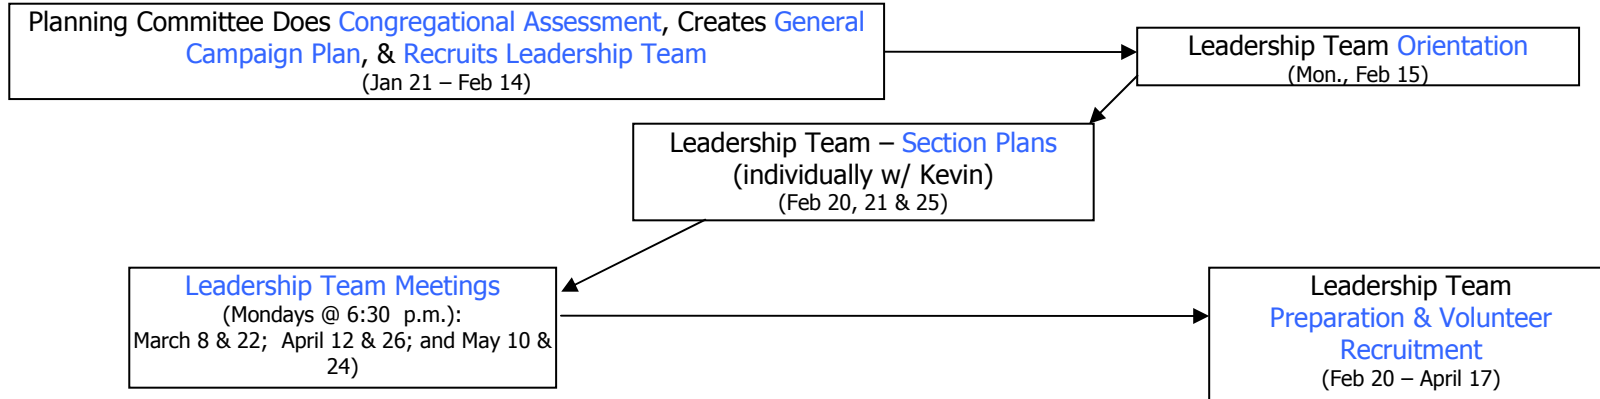 Planning Committee Does Congregational Assessment, Creates General
Campaign Plan, & Recruits Leadership Team
(Jan 21 – Feb 14)
Leadership Team Orientation
(Mon., Feb 15)
Leadership Team – Section Plans
(individually w/ Kevin)
(Feb 20, 21 & 25)
Leadership Team Meetings
(Mondays @ 6:30 p.m.):
March 8 & 22; April 12 & 26; and May 10 &
24)
Leadership Team
Preparation & Volunteer
Recruitment
(Feb 20 – April 17)